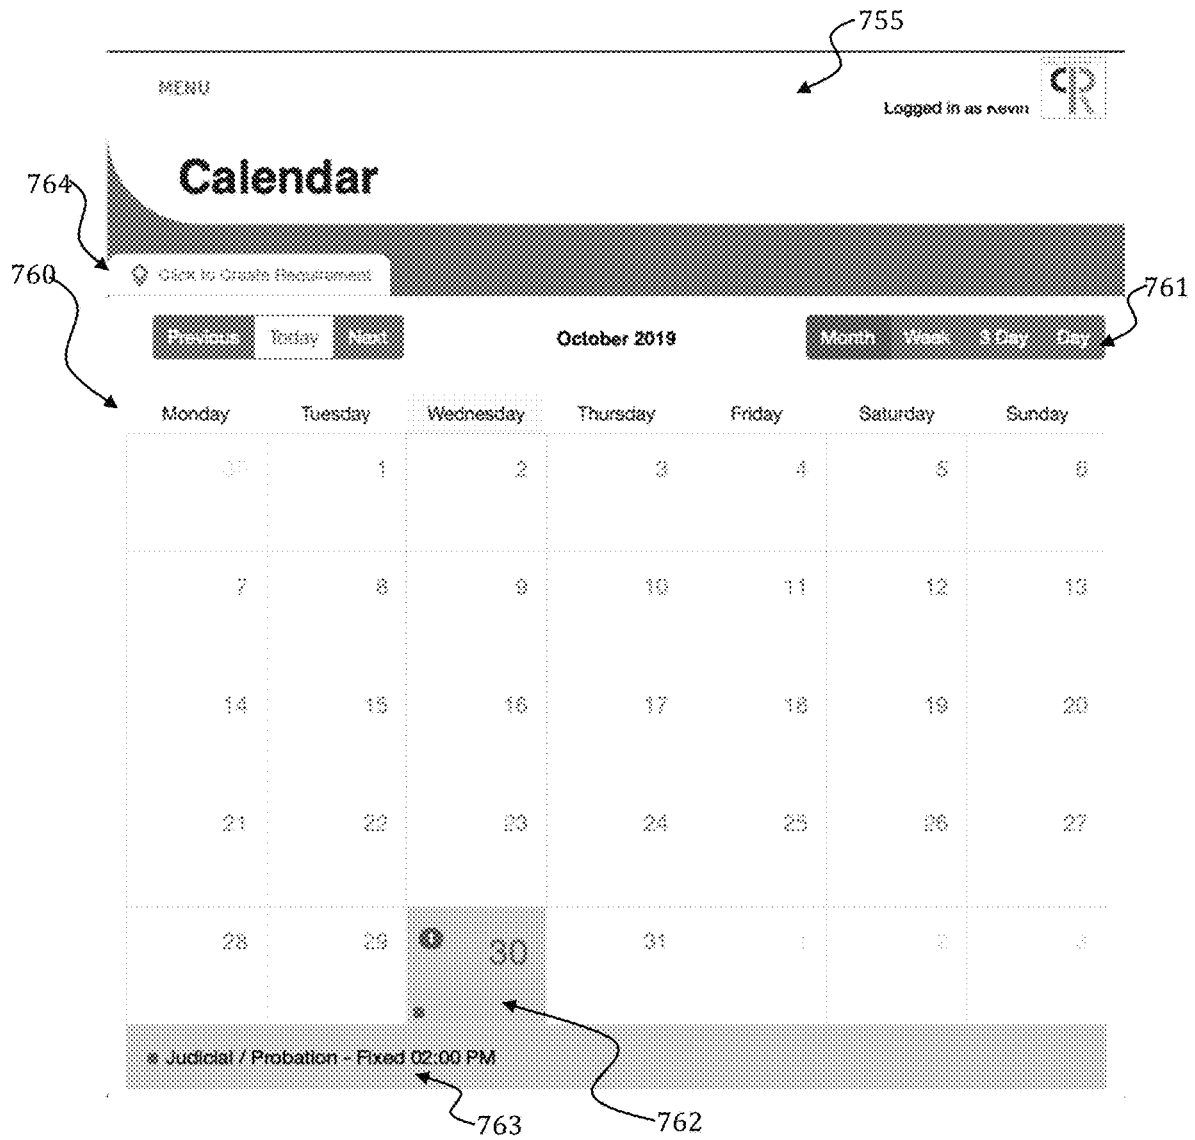 755
MENU
Logged in as Kevin
CR
Calendar
764
Click to Create Requirement
760
761
Previous Today Next October 2019 Month Week 3 Day Day
Monday Tuesday Wednesday Thursday Friday Saturday Sunday
30 1 2 3 4 5 6
7 8 9 10 11 12 13
14 15 16 17 18 19 20
21 22 23 24 25 26 27
28 29 1 30 31 1 2 3
Judicial / Probation - Fixed 02:00 PM
763 762